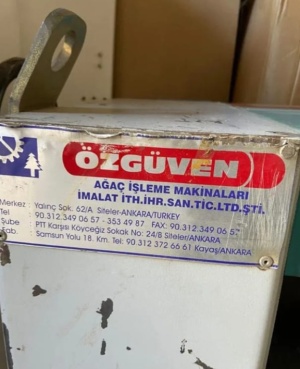 ÖZGÜVEN
AĞAÇ İŞLEME MAKİNALARI
İMALAT İTH.İHR.SAN.TİC.LTD.ŞTİ.
Merkez : Yalınç Sok. 62/A Siteler-ANKARA/TURKEY
Tel : 90.312.349 06 57 - 353 49 87. FAX: 90.312.349 06 57
Şube : PTT Karşısı Köyceğiz Sokak No: 24/B Siteler/ANKARA
Fab. : Samsun Yolu 18. Km. Tel: 90 312 372 66 61 Kayaş/ANKARA